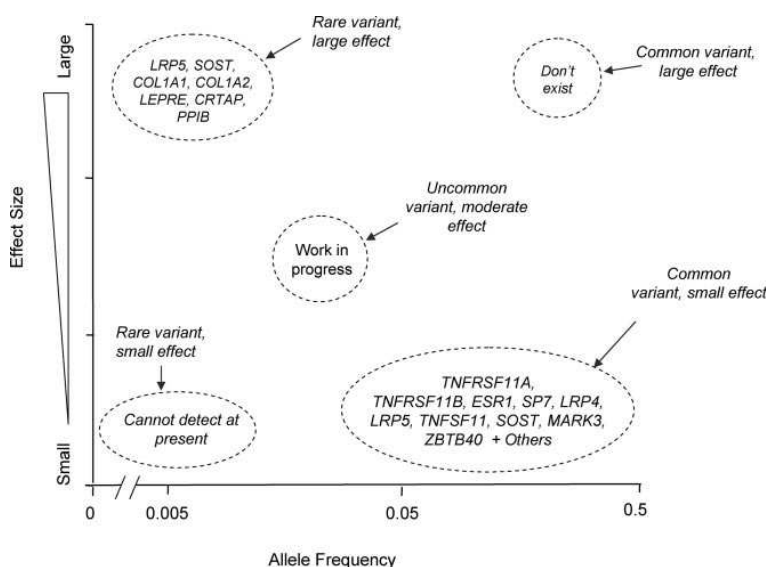 Large
Effect Size
Small
Rare variant,
large effect
LRP5, SOST,
COL1A1, COL1A2,
LEPRE, CRTAP,
PPIB
Don't
exist
Common variant,
large effect
Uncommon
variant, moderate
effect
Work in
progress
Common
variant, small effect
Rare variant,
small effect
Cannot detect at
present
TNFRSF11A,
TNFRSF11B, ESR1, SP7, LRP4,
LRP5, TNFSF11, SOST, MARK3,
ZBTB40 + Others
0
0.005
0.05
0.5
Allele Frequency